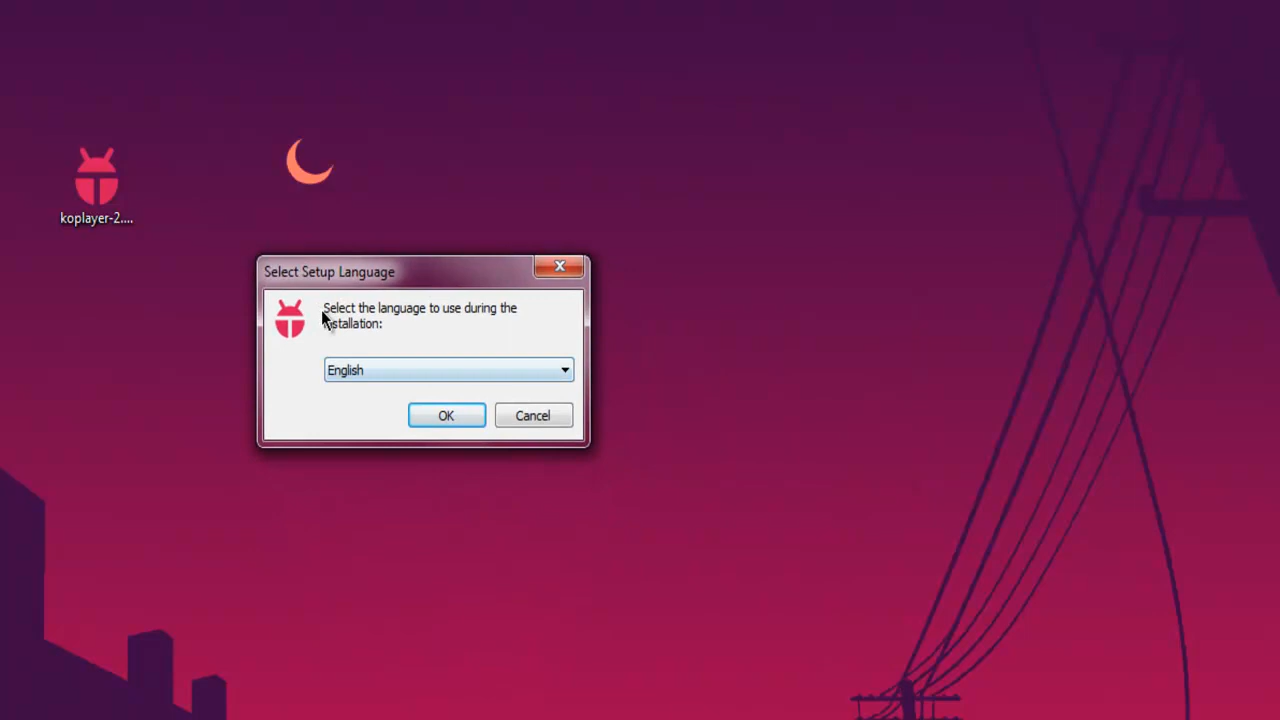 koplayer-2....
Select Setup Language
Select the language to use during the
installation:
English
OK
Cancel